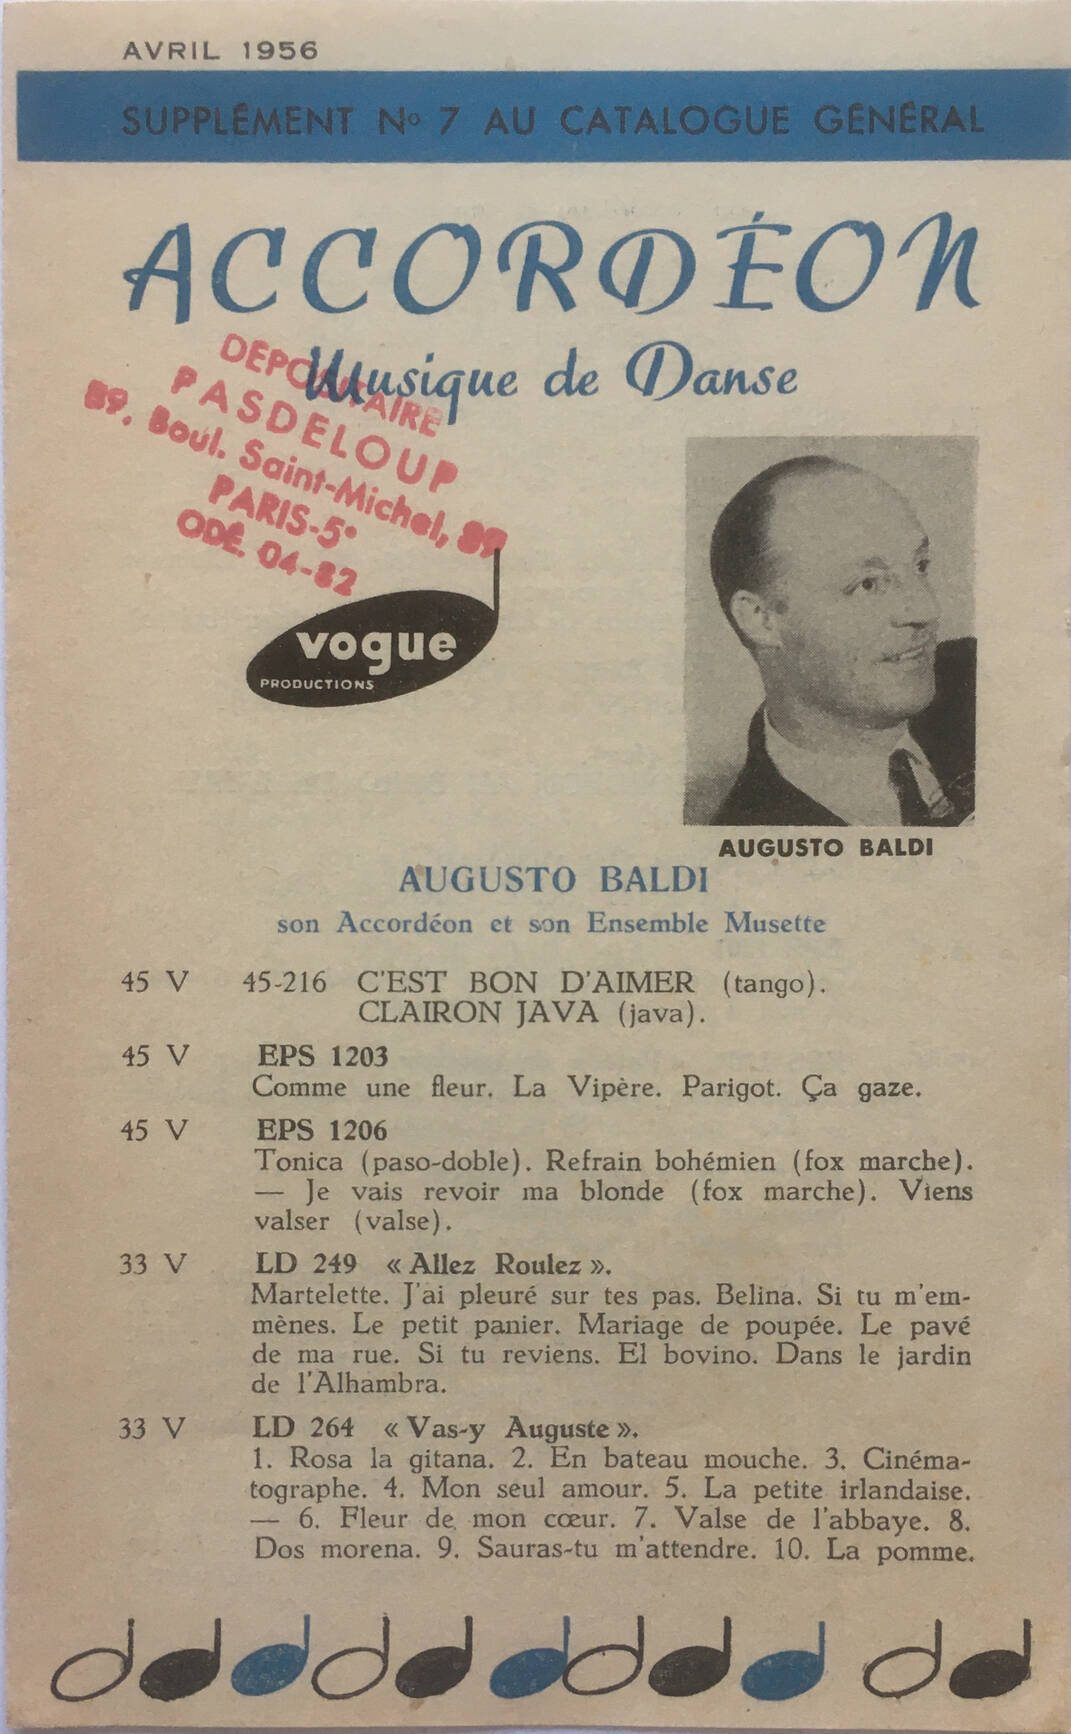 AVRIL 1956
SUPPLÉMENT Nº 7 AU CATALOGUE GÉNÉRAL
ACCORDÉON
Musique de Danse
DÉPOSITAIRE
PASDELOUP
89, Boul. Saint-Michel, 89
PARIS-5e
ODÉ. 04-82
vogue
PRODUCTIONS
AUGUSTO BALDI
AUGUSTO BALDI
son Accordéon et son Ensemble Musette
45 V 45-216 C'EST BON D'AIMER (tango).
CLAIRON JAVA (java).
45 V EPS 1203
Comme une fleur. La Vipère. Parigot. Ça gaze.
45 V EPS 1206
Tonica (paso-doble). Refrain bohémien (fox marche).
— Je vais revoir ma blonde (fox marche). Viens
valser (valse).
33 V LD 249 « Allez Roulez ».
Martelette. J'ai pleuré sur tes pas. Belina. Si tu m'em-
mènes. Le petit panier. Mariage de poupée. Le pavé
de ma rue. Si tu reviens. El bovino. Dans le jardin
de l'Alhambra.
33 V LD 264 « Vas-y Auguste ».
1. Rosa la gitana. 2. En bateau mouche. 3. Cinéma-
tographe. 4. Mon seul amour. 5. La petite irlandaise.
— 6. Fleur de mon cœur. 7. Valse de l'abbaye. 8.
Dos morena. 9. Sauras-tu m'attendre. 10. La pomme.